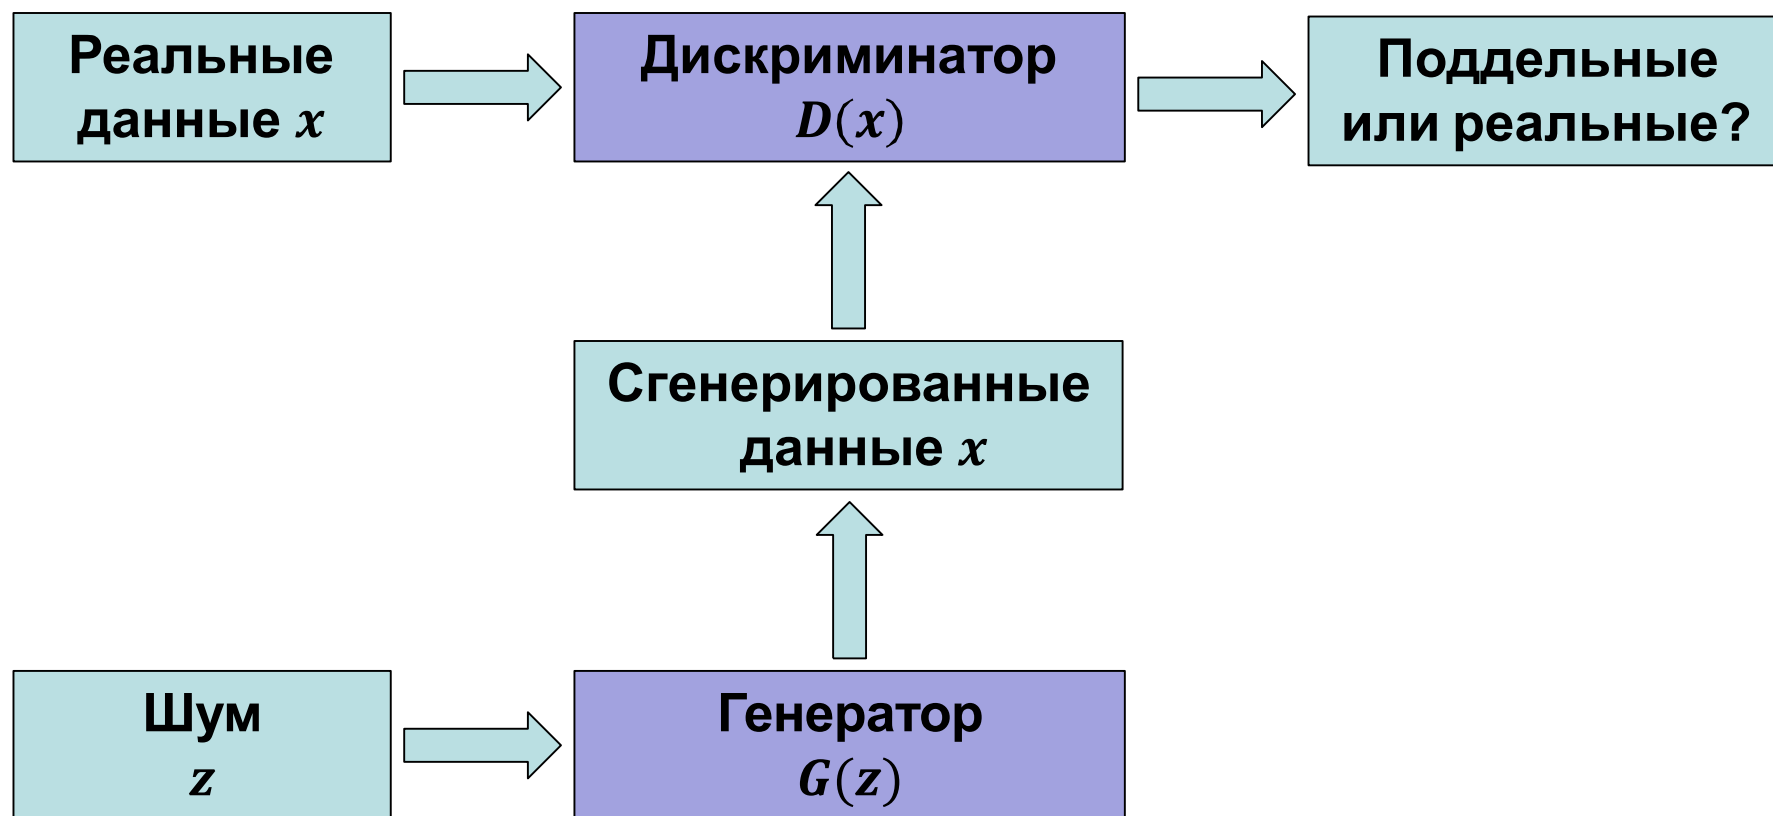 Реальные
данные x
Дискриминатор
D(x)
Поддельные
или реальные?
Сгенерированные
данные x
Шум
z
Генератор
G(z)